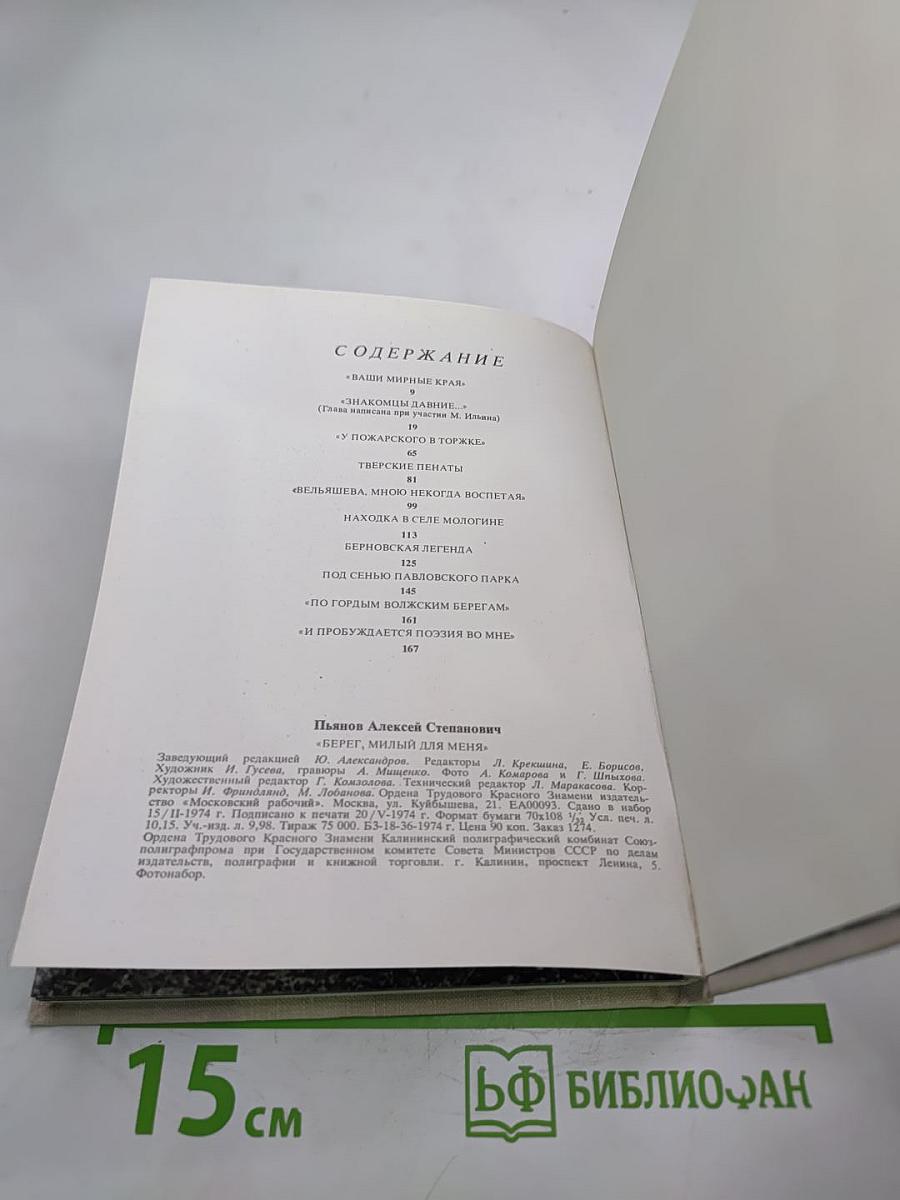 СОДЕРЖАНИЕ
«ВАШИ МИРНЫЕ КРАЯ»
9
«ЗНАКОМЦЫ ДАВНИЕ...»
(Глава написана при участии М. Ильина)
19
«У ПОЖАРСКОГО В ТОРЖКЕ»
65
ТВЕРСКИЕ ПЕНАТЫ
81
«ВЕЛЬЯШЕВА, МНОЮ НЕКОГДА ВОСПЕТАЯ»
99
НАХОДКА В СЕЛЕ МОЛОГИНЕ
113
БЕРНОВСКАЯ ЛЕГЕНДА
125
ПОД СЕНЬЮ ПАВЛОВСКОГО ПАРКА
145
«ПО ГОРДЫМ ВОЛЖСКИМ БЕРЕГАМ»
161
«И ПРОБУЖДАЕТСЯ ПОЭЗИЯ ВО МНЕ»
167
Пьянов Алексей Степанович
«БЕРЕГ, МИЛЫЙ ДЛЯ МЕНЯ»
Заведующий редакцией Ю. Александров. Редакторы Л. Крекшина, Е. Борисов,
Художник И. Гусева, гравюры А. Мищенко. Фото А. Комарова и Г. Шпыхова.
Художественный редактор Г. Комзолова. Технический редактор Л. Маракасова. Кор-
ректоры И. Фриндлянд, М. Лобанова. Ордена Трудового Красного Знамени издатель-
ство «Московский рабочий». Москва, ул. Куйбышева, 21. ЕА00093. Сдано в набор
15/II-1974 г. Подписано к печати 20/V-1974 г. Формат бумаги 70х108 1/32. Усл. печ. л.
10,15. Уч.-изд. л. 9,98. Тираж 75 000. БЗ-18-36-1974 г. Цена 90 коп. Заказ 1274.
Ордена Трудового Красного Знамени Калининский полиграфический комбинат Союз-
полиграфпрома при Государственном комитете Совета Министров СССР по делам
издательств, полиграфии и книжной торговли. г. Калинин, проспект Ленина, 5.
Фотонабор.
15 см
БФ БИБЛИОФАН